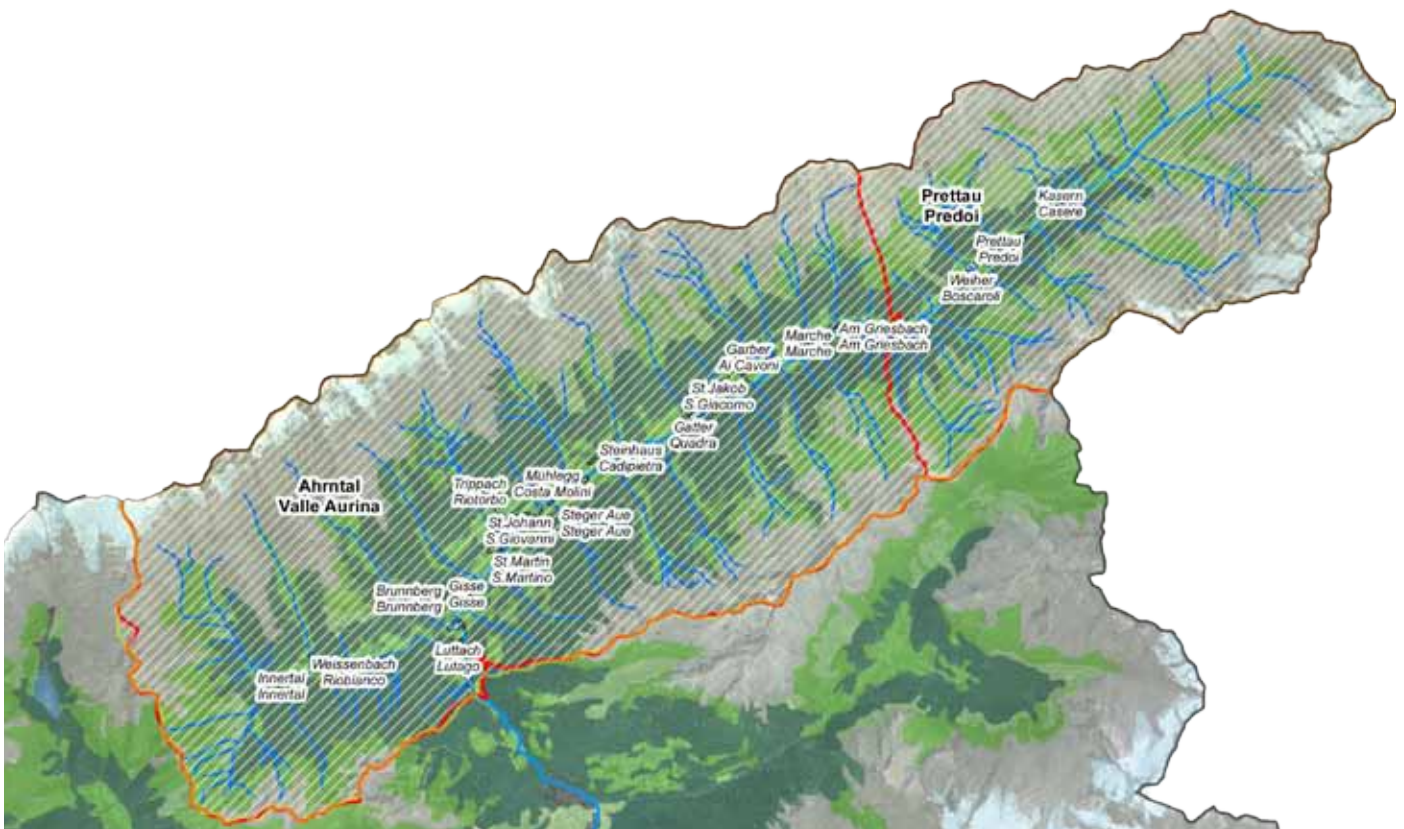 Prettau
Predoi
Kasern
Casere
Prettau
Predoi
Weiher
Boscaroli
Am Griesbach
Am Griesbach
Marche
Marche
Garber
Ai Cavoni
St.Jakob
S.Giacomo
Gatter
Quadra
Steinhaus
Cadipietra
Mühlegg
Costa Molini
Trippach
Riotorbo
Ahrntal
Valle Aurina
Steger Aue
Steger Aue
St.Johann
S.Giovanni
St.Martin
S.Martino
Brunnberg
Brunnberg
Gisse
Gisse
Luttach
Lutago
Weissenbach
Riobianco
Innertal
Innertal